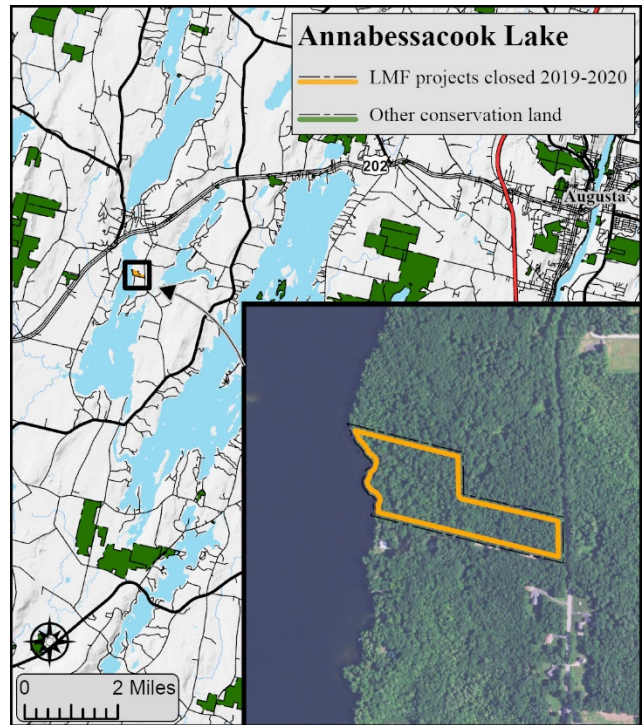 Annabessacook Lake
LMF projects closed 2019-2020
Other conservation land
202
Augusta
0 2 Miles